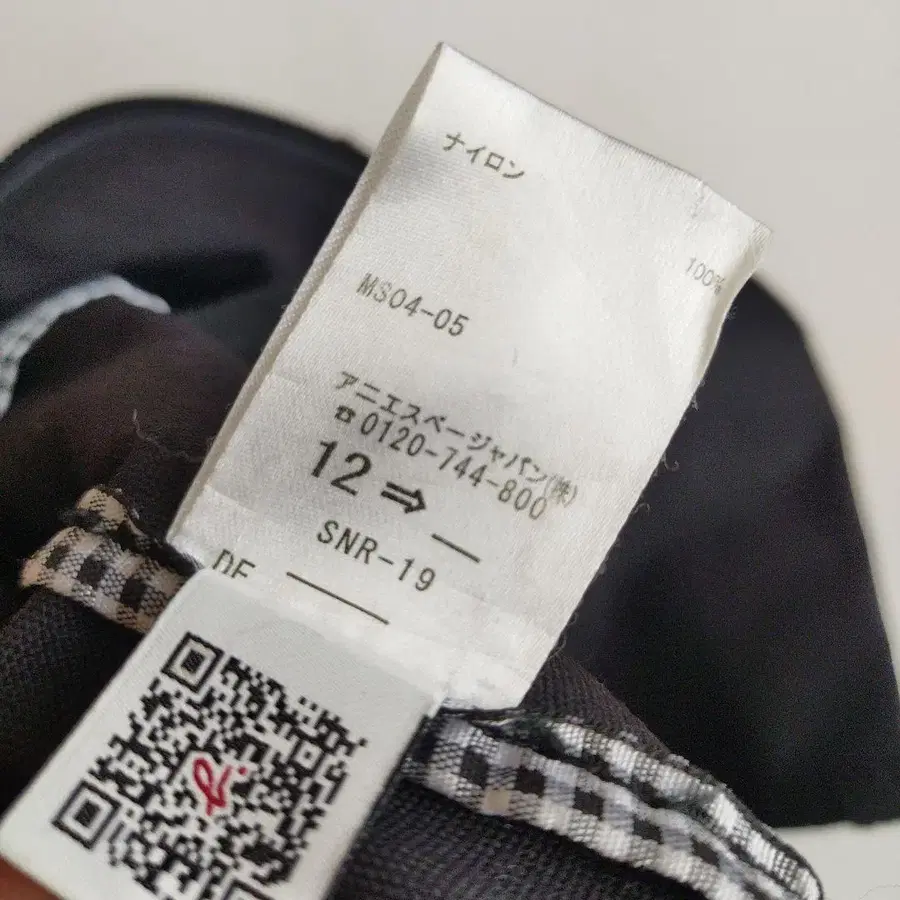 ナイロン
100%
MS04-05
アニエスベージャパン(株)
☎0120-744-800
12⇒
SNR-19